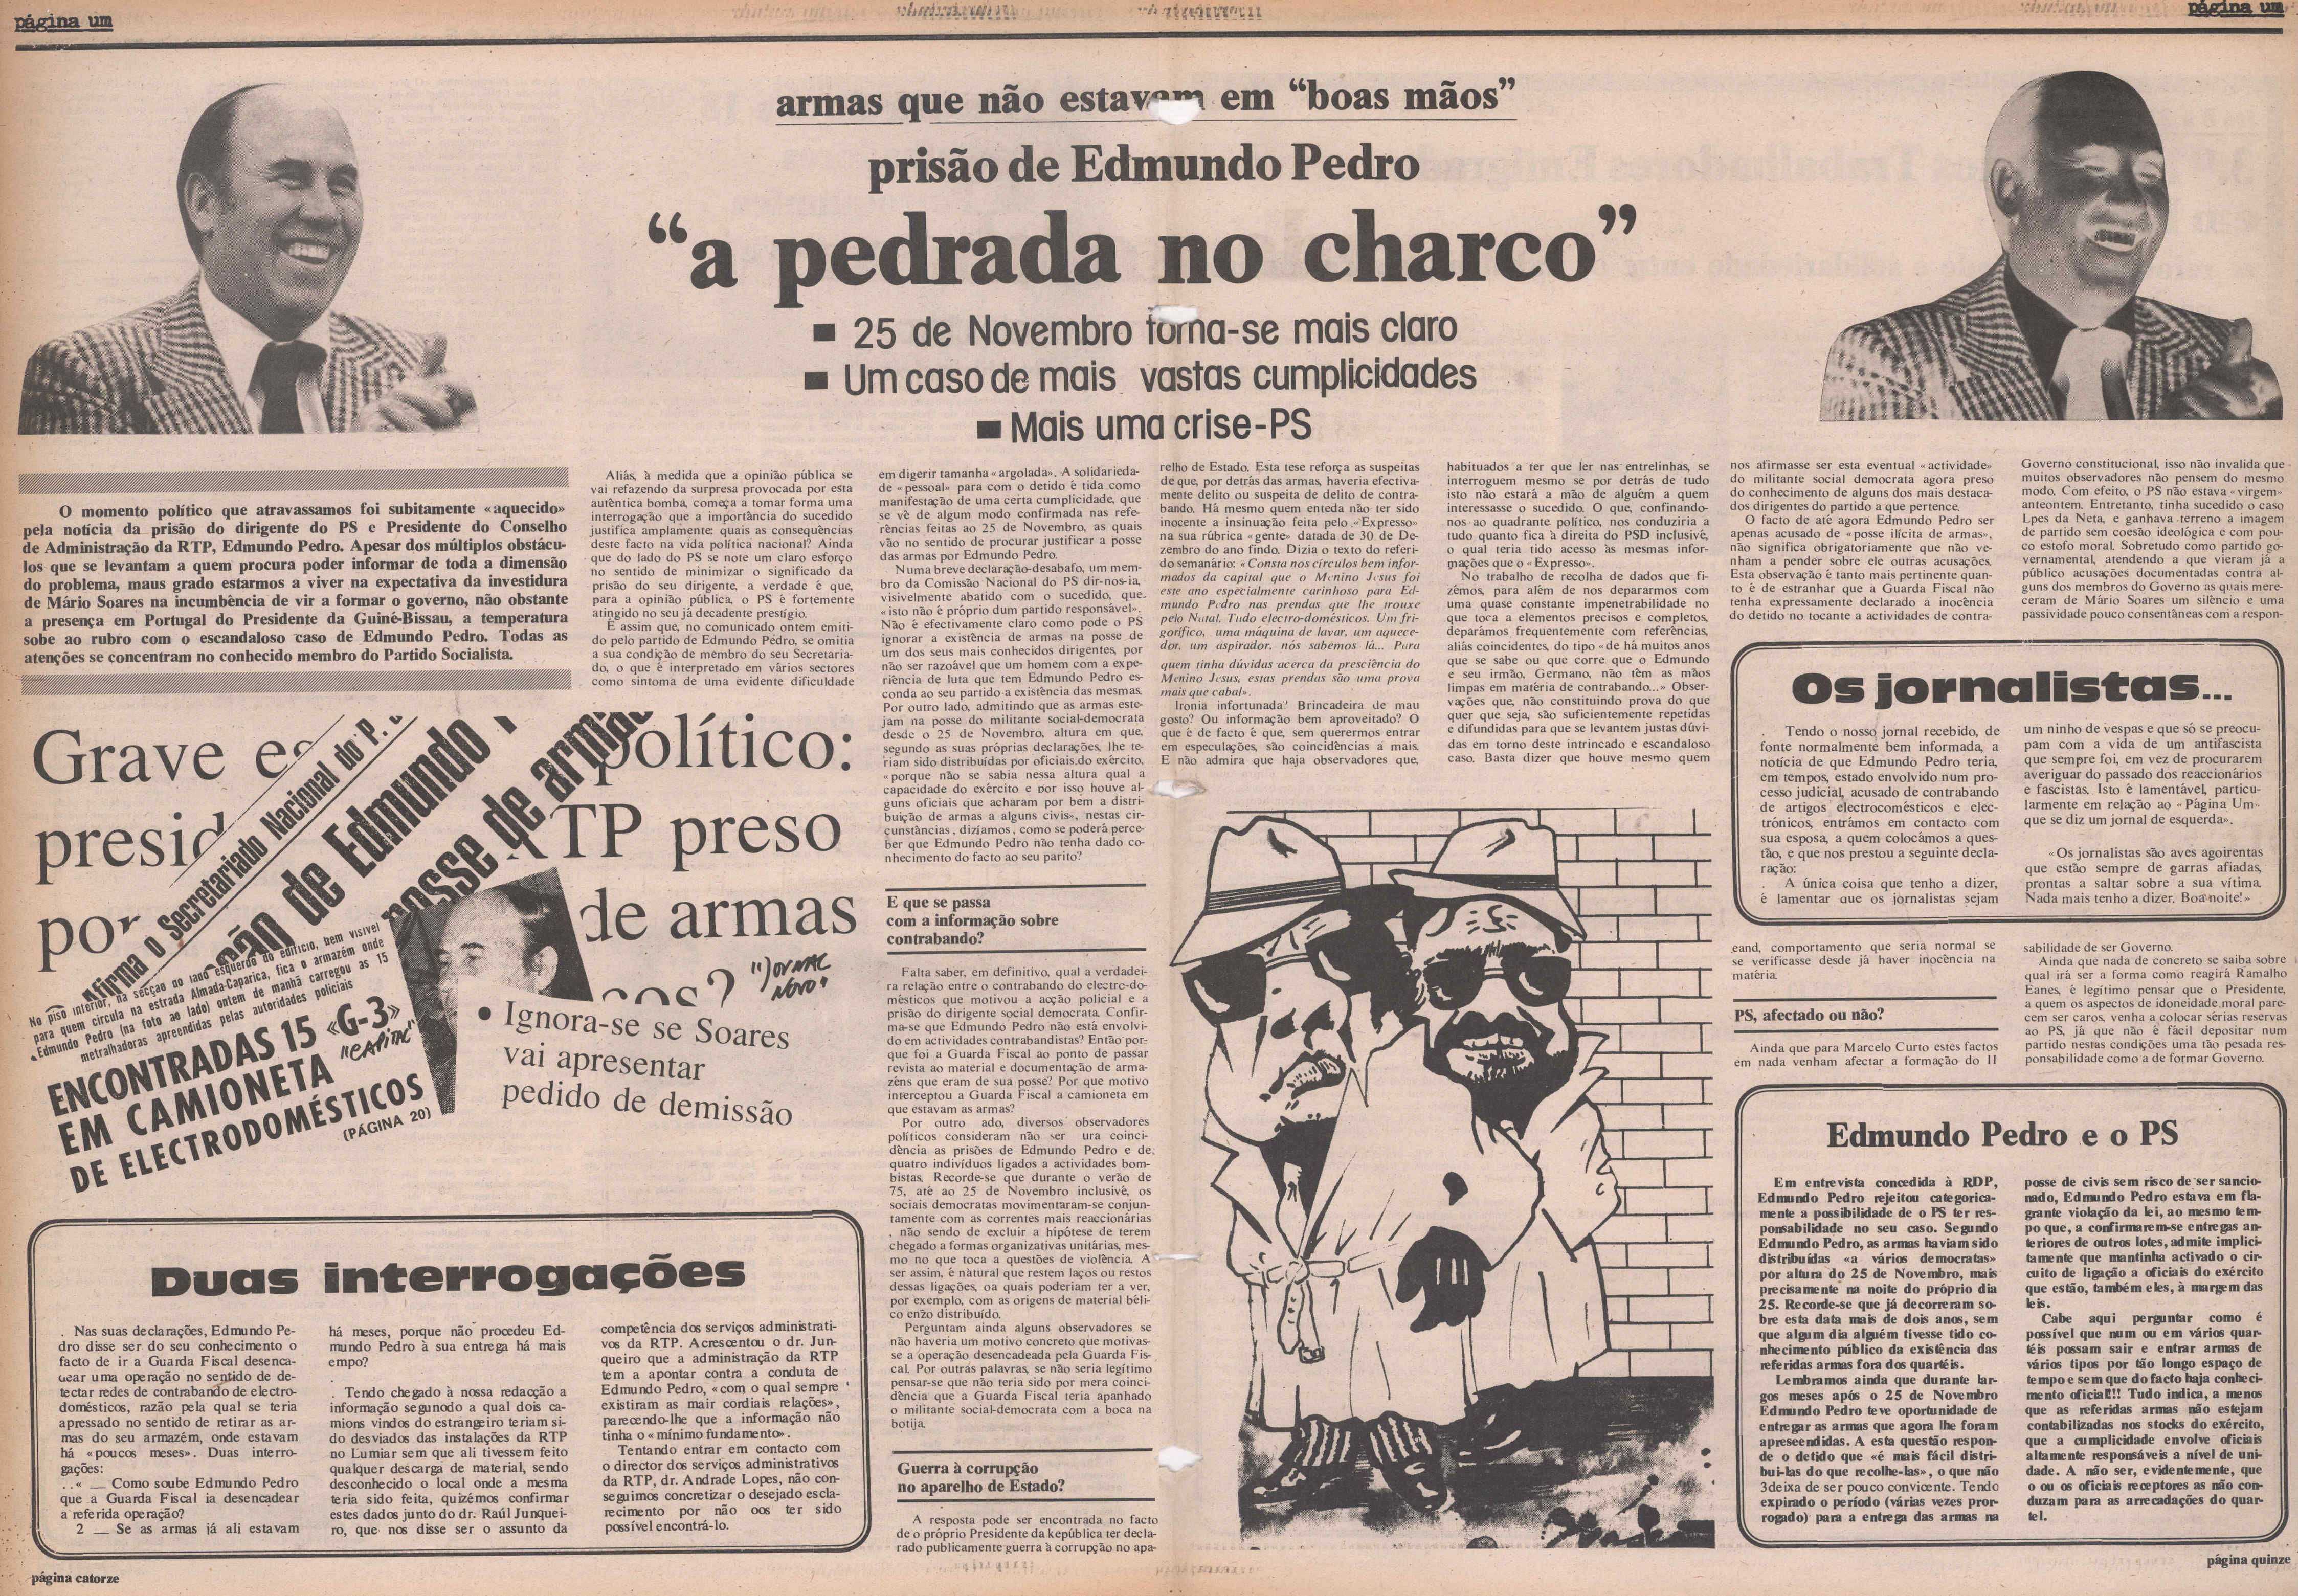 página um
página um
armas que não estavam em “boas mãos”
prisão de Edmundo Pedro
“a pedrada no charco”
25 de Novembro torna-se mais claro
Um caso de mais vastas cumplicidades
Mais uma crise-PS
O momento político que atravassamos foi subitamente «aquecido»
pela notícia da prisão do dirigente do PS e Presidente do Conselho
de Administração da RTP, Edmundo Pedro. Apesar dos múltiplos obstácu-
los que se levantam a quem procura poder informar de toda a dimensão
do problema, maus grado estarmos a viver na expectativa da investidura
de Mário Soares na incumbência de vir a formar o governo, não obstante
a presença em Portugal do Presidente da Guiné-Bissau, a temperatura
sobe ao rubro com o escandaloso caso de Edmundo Pedro. Todas as
atenções se concentram no conhecido membro do Partido Socialista.
Aliás, à medida que a opinião pública se
vai refazendo da surpresa provocada por esta
autêntica bomba, começa a tomar forma uma
interrogação que a importância do sucedido
justifica amplamente: quais as consequências
deste facto na vida política nacional? Ainda
que do lado do PS se note um claro esforço
no sentido de minimizar o significado da
prisão do seu dirigente, a verdade é que,
para a opinião pública, o PS é fortemente
atingido no seu já decadente prestígio.
É assim que, no comunicado ontem emiti-
do pelo partido de Edmundo Pedro, se omitia
a sua condição de membro do seu Secretaria-
do, o que é interpretado em vários sectores
como sintoma de uma evidente dificuldade
em digerir tamanha «argolada». A solidarieda-
de «pessoal» para com o detido é tida como
manifestação de uma certa cumplicidade, que
se vê de algum modo confirmada nas refe-
rências feitas ao 25 de Novembro, as quais
vão no sentido de procurar justificar a posse
das armas por Edmundo Pedro.
Numa breve declaração-desabafo, um mem-
bro da Comissão Nacional do PS dir-nos-ia,
visivelmente abatido com o sucedido, que
«isto não é próprio dum partido responsável».
Não é efectivamente claro como pode o PS
ignorar a existência de armas na posse de
um dos seus mais conhecidos dirigentes, por
não ser razoável que um homem com a expe-
riência de luta que tem Edmundo Pedro es-
conda ao seu partido a existência das mesmas.
Por outro lado, admitindo que as armas este-
jam na posse do militante social-democrata
desde o 25 de Novembro, altura em que,
segundo as suas próprias declarações, lhe te-
riam sido distribuídas por oficiais do exército,
«porque não se sabia nessa altura qual a
capacidade do exército e por isso houve al-
guns oficiais que acharam por bem a distri-
buição de armas a alguns civis», nestas cir-
cunstâncias, dizíamos, como se poderá perce-
ber que Edmundo Pedro não tenha dado co-
nhecimento do facto ao seu parito?
E que se passa
com a informação sobre
contrabando?
Falta saber, em definitivo, qual a verdadei-
ra relação entre o contrabando do electro-do-
mésticos que motivou a acção policial e a
prisão do dirigente social democrata. Confir-
ma-se que Edmundo Pedro não está envolvi-
do em actividades contrabandistas? Então por-
que foi a Guarda Fiscal ao ponto de passar
revista ao material e documentação de arma-
zéns que eram de sua posse? Por que motivo
interceptou a Guarda Fiscal a camioneta em
que estavam as armas?
Por outro ado, diversos observadores
políticos consideram não ser ura coinci-
dência as prisões de Edmundo Pedro e de
quatro indivíduos ligados a actividades bom-
bistas. Recorde-se que durante o verão de
75, até ao 25 de Novembro inclusivé, os
sociais democratas movimentaram-se conjun-
tamente com as correntes mais reaccionárias
, não sendo de excluir a hipótese de terem
chegado a formas organizativas unitárias, mes-
mo no que toca a questões de violência. A
ser assim, é natural que restem laços ou restos
dessas ligações, oa quais poderiam ter a ver,
por exemplo, com as origens de material béli-
co enzo distribuído.
Perguntam ainda alguns observadores se
não haveria um motivo concreto que motivas-
se a operação desencadeada pela Guarda Fis-
cal. Por outras palavras, se não seria legítimo
pensar-se que não teria sido por mera coinci-
dência que a Guarda Fiscal teria apanhado
o militante social-democrata com a boca na
botija.
Guerra à corrupção
no aparelho de Estado?
A resposta pode ser encontrada no facto
de o próprio Presidente da kepública ter decla-
rado publicamente guerra à corrupção no apa-
relho de Estado. Esta tese reforça as suspeitas
de que, por detrás das armas, haveria efectiva-
mente delito ou suspeita de delito de contra-
bando. Há mesmo quem enteda não ter sido
inocente a insinuação feita pelo «Expresso»
na sua rúbrica «gente» datada de 30 de De-
zembro do ano findo. Dizia o texto do referi-
do semanário: «Consta nos círculos bem infor-
mados da capital que o Menino Jesus foi
este ano especialmente carinhoso para Ed-
mundo Pedro nas prendas que lhe trouxe
pelo Natal. Tudo electro-domésticos. Um fri-
gorífico, uma máquina de lavar, um aquece-
dor, um aspirador, nós sabemos lá... Para
quem tinha dúvidas acerca da presciência do
Menino Jesus, estas prendas são uma prova
mais que cabal».
Ironia infortunada? Brincadeira de mau
gosto? Ou informação bem aproveitado? O
que é de facto é que, sem querermos entrar
em especulações, são coincidências a mais.
E não admira que haja observadores que,
habituados a ter que ler nas entrelinhas, se
interroguem mesmo se por detrás de tudo
isto não estará a mão de alguém a quem
interessasse o sucedido. O que, confinando-
nos ao quadrante político, nos conduziria a
tudo quanto fica à direita do PSD inclusivé,
o qual teria tido acesso às mesmas infor-
mações que o «Expresso».
No trabalho de recolha de dados que fi-
zémos, para além de nos depararmos com
uma quase constante impenetrabilidade no
que toca a elementos precisos e completos,
deparámos frequentemente com referências,
aliás coincidentes, do tipo «de há muitos anos
que se sabe ou que corre que o Edmundo
e seu irmão, Germano, não têm as mãos
limpas em matéria de contrabando...» Obser-
vações que, não constituindo prova do que
quer que seja, são suficientemente repetidas
e difundidas para que se levantem justas dúvi-
das em torno deste intrincado e escandaloso
caso. Basta dizer que houve mesmo quem
nos afirmasse ser esta eventual «actividade»
do militante social democrata agora preso
do conhecimento de alguns dos mais destaca-
dos dirigentes do partido a que pertence.
O facto de até agora Edmundo Pedro ser
apenas acusado de «posse ilícita de armas»,
não significa obrigatoriamente que não ve-
nham a pender sobre ele outras acusações.
Esta observação é tanto mais pertinente quan-
to é de estranhar que a Guarda Fiscal não
tenha expressamente declarado a inocência
do detido no tocante a actividades de contra-
eand, comportamento que seria normal se
se verificasse desde já haver inocência na
matéria.
PS, afectado ou não?
Ainda que para Marcelo Curto estes factos
em nada venham afectar a formação do II
Governo constitucional, isso não invalida que
muitos observadores não pensem do mesmo
modo. Com efeito, o PS não estava «virgem»
anteontem. Entretanto, tinha sucedido o caso
Lpes da Neta, e ganhava terreno a imagem
de partido sem coesão ideológica e com pou-
co estofo moral. Sobretudo como partido go-
vernamental, atendendo a que vieram já a
público acusações documentadas contra al-
guns dos membros do Governo as quais mere-
ceram de Mário Soares um silêncio e uma
passividade pouco consentâneas com a respon-
sabilidade de ser Governo.
Ainda que nada de concreto se saiba sobre
qual irá ser a forma como reagirá Ramalho
Eanes, é legítimo pensar que o Presidente,
a quem os aspectos de idoneidade moral pare-
cem ser caros, venha a colocar sérias reservas
ao PS, já que não é fácil depositar num
partido nestas condições uma tão pesada res-
ponsabilidade como a de formar Governo.
Os jornalistas...
Tendo o nosso jornal recebido, de
fonte normalmente bem informada, a
notícia de que Edmundo Pedro teria,
em tempos, estado envolvido num pro-
cesso judicial, acusado de contrabando
de artigos electrocomésticos e elec-
trónicos, entrámos em contacto com
sua esposa, a quem colocámos a ques-
tão, e que nos prestou a seguinte decla-
ração:
A única coisa que tenho a dizer,
é lamentar que os jornalistas sejam
um ninho de vespas e que só se preocu-
pam com a vida de um antifascista
que sempre foi, em vez de procurarem
averiguar do passado dos reaccionários
e fascistas. Isto é lamentável, particu-
larmente em relação ao «Página Um»
que se diz um jornal de esquerda».
«Os jornalistas são aves agoirentas
que estão sempre de garras afiadas,
prontas a saltar sobre a sua vítima.
Nada mais tenho a dizer. Boa noite!»
Grave es
político:
presid
RTP preso
por
de armas
Afirma o Secretariado Nacional do P.
de Edmundo
posse de armas
No piso inferior, na secção do lado esquerdo do edifício, bem visível
para quem circula na estrada Almada-Caparica, fica o armazém onde
Edmundo Pedro (na foto ao lado) ontem de manhã carregou as 15
metralhadoras apreendidas pelas autoridades policiais
ENCONTRADAS 15 «G-3»
EM CAMIONETA
"CAPITAL"
DE ELECTRODOMÉSTICOS
(PÁGINA 20)
"JORNAL
NOVO"
• Ignora-se se Soares
vai apresentar
pedido de demissão
Duas interrogações
Nas suas declarações, Edmundo Pe-
dro disse ser do seu conhecimento o
facto de ir a Guarda Fiscal desenca-
dear uma operação no sentido de de-
tectar redes de contrabando de electro-
domésticos, razão pela qual se teria
apressado no sentido de retirar as ar-
mas do seu armazém, onde estavam
há «poucos meses». Duas interro-
gações:
..« — Como soube Edmundo Pedro
que a Guarda Fiscal ia desencadear
a referida operação?
2 — Se as armas já ali estavam
há meses, porque não procedeu Ed-
mundo Pedro à sua entrega há mais
empo?
. Tendo chegado à nossa redacção a
informação segunodo a qual dois ca-
mions vindos do estrangeiro teriam si-
do desviados das instalações da RTP
no Lumiar sem que ali tivessem feito
qualquer descarga de material, sendo
desconhecido o local onde a mesma
teria sido feita, quizémos confirmar
estes dados junto do dr. Raúl Junquei-
ro, que nos disse ser o assunto da
competência dos serviços administrati-
vos da RTP. Acrescentou o dr. Jun-
queiro que a administração da RTP
tem a apontar contra a conduta de
Edmundo Pedro, «com o qual sempre
existiram as mair cordiais relações»,
parecendo-lhe que a informação não
tinha o «mínimo fundamento».
Tentando entrar em contacto com
o director dos serviços administrativos
da RTP, dr. Andrade Lopes, não con-
seguimos concretizar o desejado escla-
recimento por não oos ter sido
possível encontrá-lo.
Edmundo Pedro e o PS
Em entrevista concedida à RDP,
Edmundo Pedro rejeitou categorica-
mente a possibilidade de o PS ter res-
ponsabilidade no seu caso. Segundo
Edmundo Pedro, as armas haviam sido
distribuídas «a vários democratas»
por altura do 25 de Novembro, mais
precisamente na noite do próprio dia
25. Recorde-se que já decorreram so-
bre esta data mais de dois anos, sem
que algum dia alguém tivesse tido co-
nhecimento público da existência das
referidas armas fora dos quartéis.
Lembramos ainda que durante lar-
gos meses após o 25 de Novembro
Edmundo Pedro teve oportunidade de
entregar as armas que agora lhe foram
apreseendidas. A esta questão respon-
de o detido que «é mais fácil distri-
bui-las do que recolhe-las», o que não
3deixa de ser pouco convicente. Tendo
expirado o período (várias vezes pror-
rogado) para a entrega das armas na
posse de civis sem risco de ser sancio-
nado, Edmundo Pedro estava em fla-
grante violação da lei, ao mesmo tem-
po que, a confirmarem-se entregas an-
teriores de outros lotes, admite implici-
tamente que mantinha activado o cir-
cuito de ligação a oficiais do exército
que estão, também eles, à margem das
leis.
Cabe aqui perguntar como é
possível que num ou em vários quar-
téis possam sair e entrar armas de
vários tipos por tão longo espaço de
tempo e sem que do facto haja conheci-
mento oficial!!! Tudo indica, a menos
que as referidas armas não estejam
contabilizadas nos stocks do exército,
que a cumplicidade envolve oficiais
altamente responsáveis a nível de uni-
dade. A não ser, evidentemente, que
o ou os oficiais receptores as não con-
duzam para as arrecadações do quar-
tel.
página catorze
página quinze